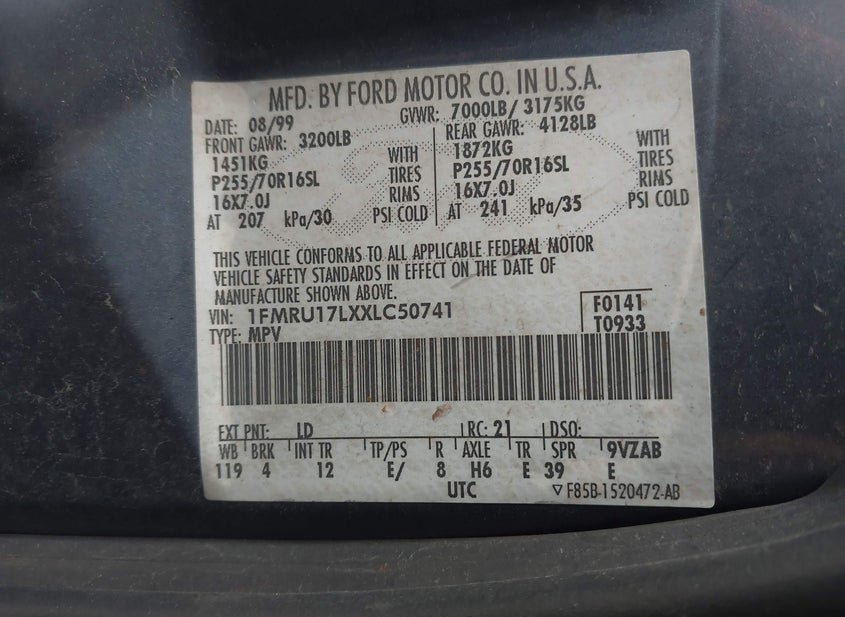 MFD. BY FORD MOTOR CO. IN U.S.A.
DATE: 08/99 GVWR: 7000LB/ 3175KG
FRONT GAWR: 3200LB REAR GAWR: 4128LB
1451KG WITH 1872KG WITH
P255/70R16SL TIRES P255/70R16SL TIRES
16X7.0J RIMS 16X7.0J RIMS
AT 207 kPa/30 PSI COLD AT 241 kPa/35 PSI COLD
THIS VEHICLE CONFORMS TO ALL APPLICABLE FEDERAL MOTOR
VEHICLE SAFETY STANDARDS IN EFFECT ON THE DATE OF
MANUFACTURE SHOWN ABOVE.
VIN: 1FMRU17LXXLC50741 F0141
TYPE: MPV T0933
EXT PNT: LD RC: 21 DSO:
WB BRK INT TR TP/PS R AXLE TR SPR 9VZAB
119 4 12 E/ 8 H6 E 39 E
UTC ▽ F85B-1520472-AB